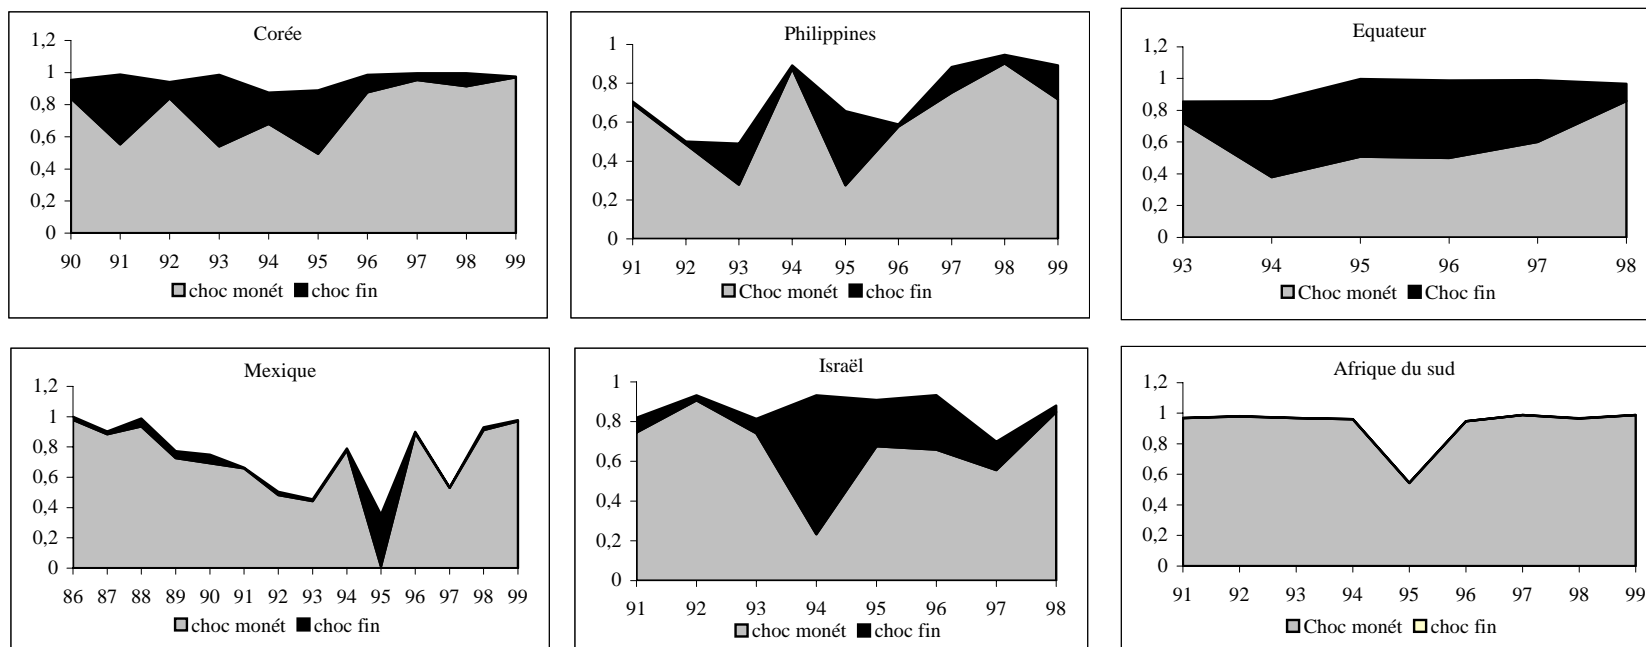 Corée
1,2
1
0,8
0,6
0,4
0,2
0
90 91 92 93 94 95 96 97 98 99
choc monét choc fin
Philippines
1
0,8
0,6
0,4
0,2
0
91 92 93 94 95 96 97 98 99
Choc monét choc fin
Equateur
1,2
1
0,8
0,6
0,4
0,2
0
93 94 95 96 97 98
Choc monét Choc fin
Mexique
1,2
1
0,8
0,6
0,4
0,2
0
86 87 88 89 90 91 92 93 94 95 96 97 98 99
choc monét choc fin
Israël
1
0,8
0,6
0,4
0,2
0
91 92 93 94 95 96 97 98
choc monét choc fin
Afrique du sud
1,2
1
0,8
0,6
0,4
0,2
0
91 92 93 94 95 96 97 98 99
Choc monét choc fin